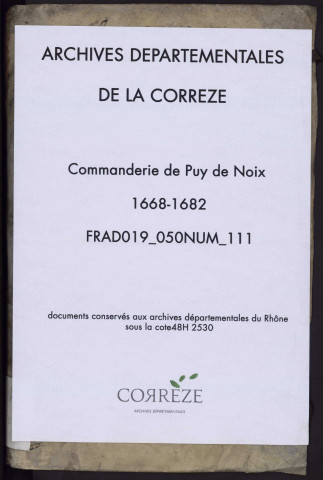 ARCHIVES DEPARTEMENTALES
DE LA CORREZE
Commanderie de Puy de Noix
1668-1682
FRAD019_050NUM_111
documents conservés aux archives départementales du Rhône
sous la cote48H 2530
CORREZE
ARCHIVES DÉPARTEMENTALES